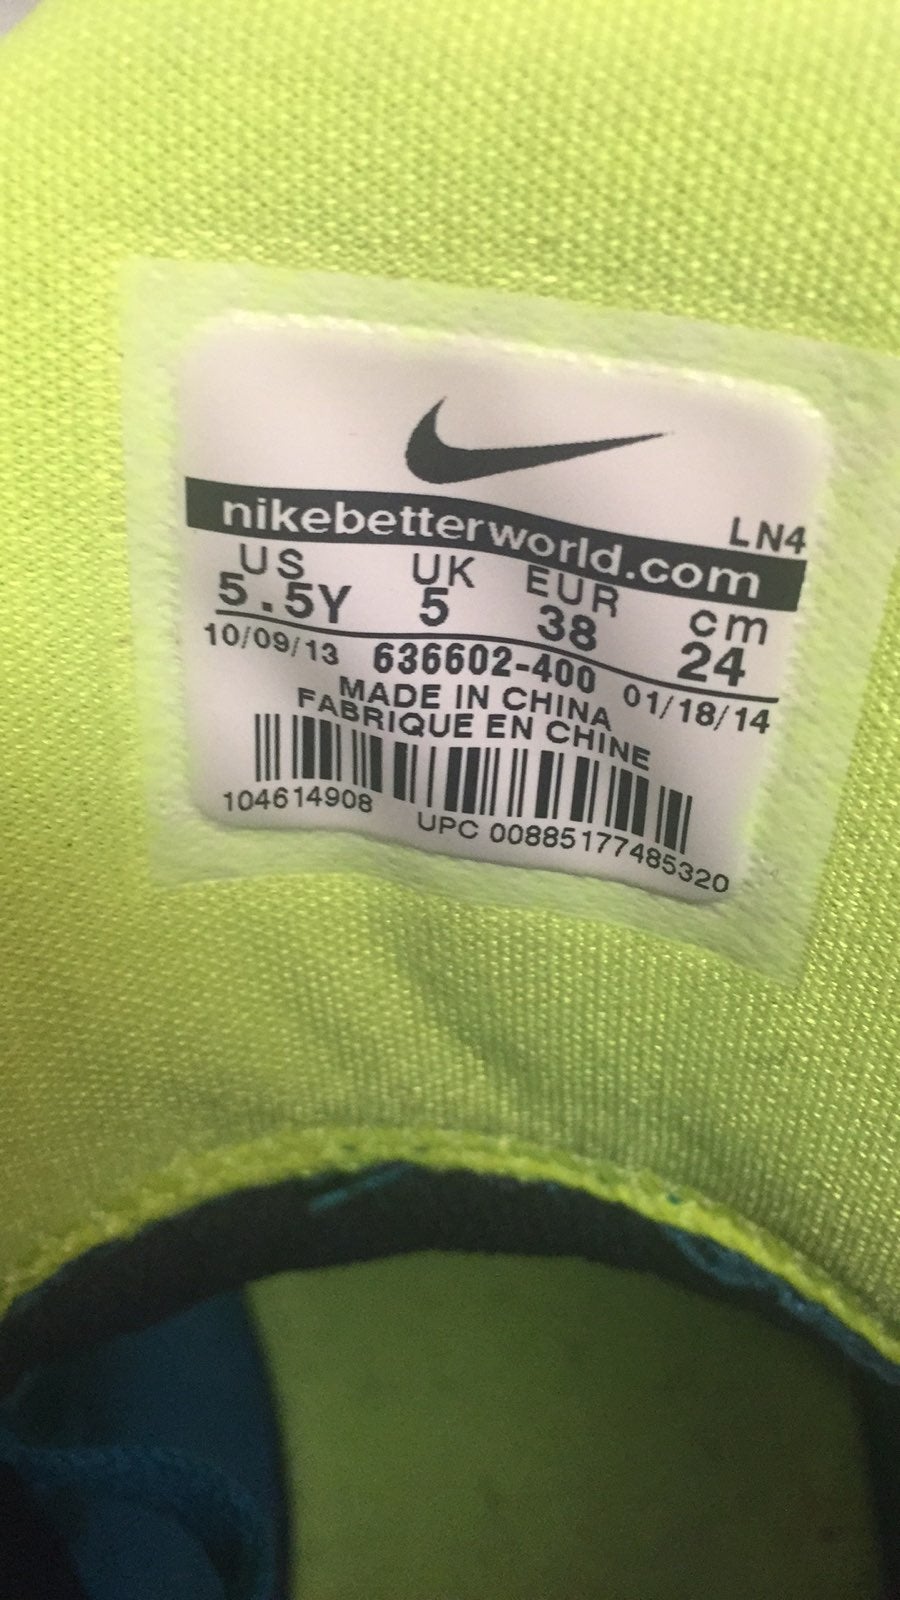 LN4
nikebetterworld.com
US UK EUR cm
5.5Y 5 38 24
10/09/13 636602-400 01/18/14
MADE IN CHINA
FABRIQUE EN CHINE
104614908 UPC 00885177485320